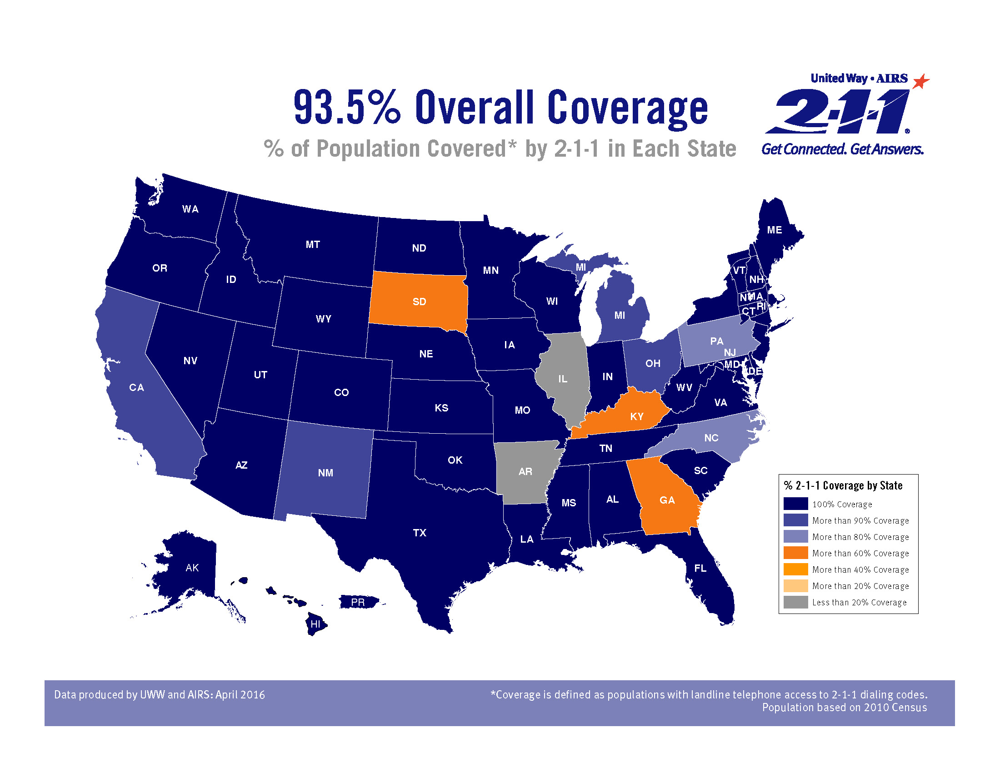 United Way • AIRS
2-1-1®
Get Connected. Get Answers.
93.5% Overall Coverage
% of Population Covered* by 2-1-1 in Each State
WA
ME
MT
ND
OR
MN
MI
VT
ID
NH
SD
WI
NY
MA
RI
CT
MI
WY
PA
IA
NJ
NE
NV
OH
MD
DE
UT
IN
IL
CA
WV
CO
VA
KS
MO
KY
NC
TN
OK
AZ
SC
AR
NM
AL
GA
MS
TX
LA
AK
FL
PR
HI
% 2-1-1 Coverage by State
100% Coverage
More than 90% Coverage
More than 80% Coverage
More than 60% Coverage
More than 40% Coverage
More than 20% Coverage
Less than 20% Coverage
Data produced by UWW and AIRS: April 2016
*Coverage is defined as populations with landline telephone access to 2-1-1 dialing codes.
Population based on 2010 Census